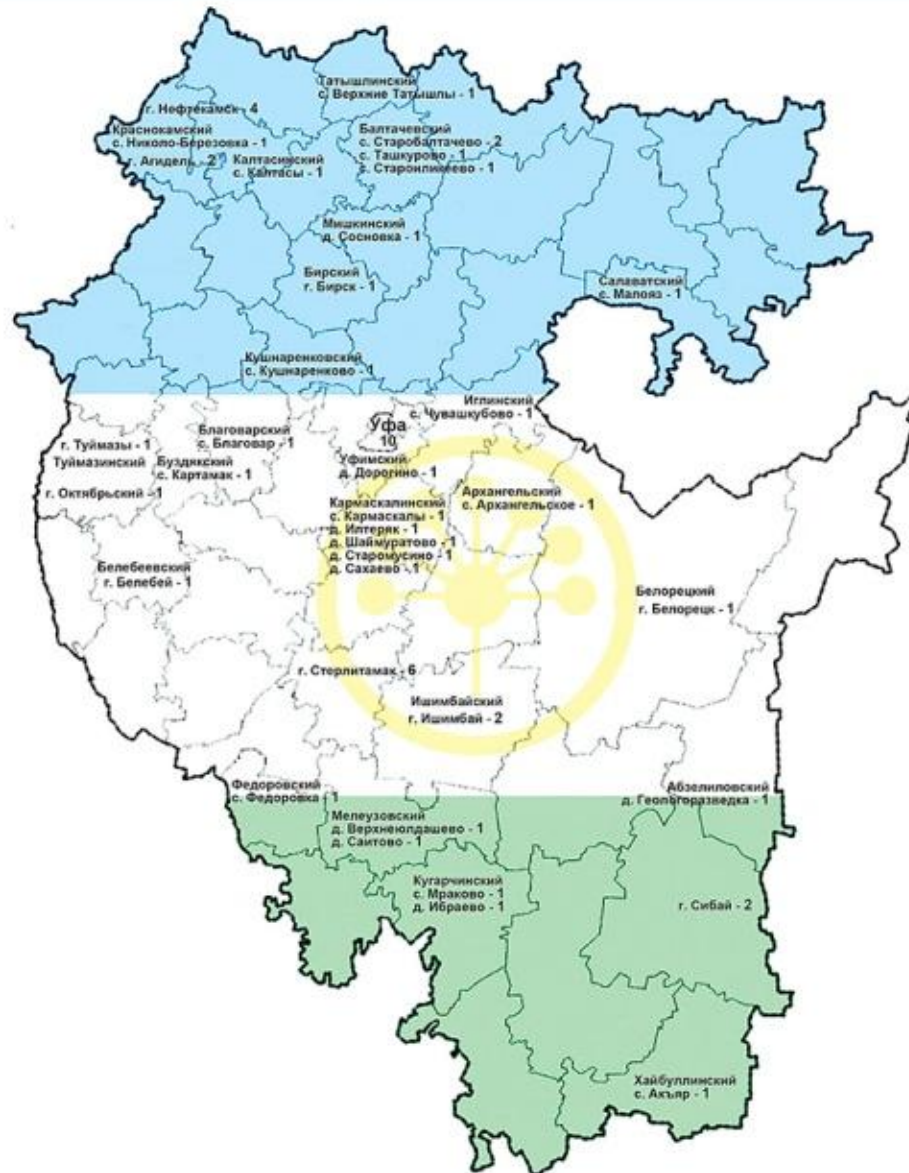 Татышлинский
с. Верхние Татышлы - 1
г. Нефтекамск - 4
Краснокамский
с. Николо-Березовка - 1
г. Агидель - 2
Калтасинский
с. Калтасы - 1
Балтачевский
с. Старобалтачево - 2
с. Ташкурово - 1
с. Староиликеево - 1
Мишкинский
д. Сосновка - 1
Бирский
г. Бирск - 1
Салаватский
с. Малояз - 1
Кушнаренковский
с. Кушнаренково - 1
Иглинский
с. Чувашкубово - 1
Уфа
10
Благоварский
с. Благовар - 1
г. Туймазы - 1
Туймазинский
г. Октябрьский - 1
Буздякский
с. Картамак - 1
Уфимский
д. Дорогино - 1
Кармаскалинский
с. Кармаскалы - 1
д. Илтеряк - 1
д. Шаймуратово - 1
д. Старомусино - 1
д. Сахаево - 1
Архангельский
с. Архангельское - 1
Белебеевский
г. Белебей - 1
Белорецкий
г. Белорецк - 1
г. Стерлитамак - 6
Ишимбайский
г. Ишимбай - 2
Федоровский
с. Федоровка - 1
Абзелиловский
д. Геологоразведка - 1
Мелеузовский
д. Верхнеюлдашево - 1
д. Саитово - 1
Кугарчинский
с. Мраково - 1
д. Ибраево - 1
г. Сибай - 2
Хайбуллинский
с. Акъяр - 1